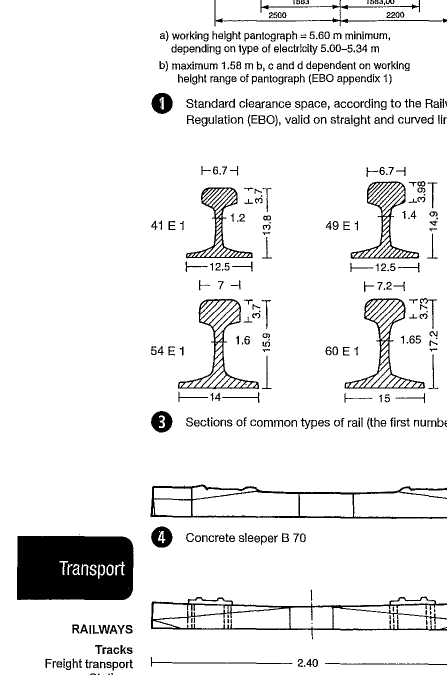 1583
1583,00
2500
2200
a) working height pantograph = 5.60 m minimum,
depending on type of electricity 5.00–5.34 m
b) maximum 1.58 m b, c and d dependent on working
height range of pantograph (EBO appendix 1)
1 Standard clearance space, according to the
Regulation (EBO), valid on straight and curved
6.7
3.7
1.2
13.8
41 E 1
12.5
6.7
3.98
1.4
14.9
49 E 1
12.5
7
3.7
1.6
15.9
54 E 1
14
7.2
3.73
1.65
17.2
60 E 1
15
3 Sections of common types of rail (the first
4 Concrete sleeper B 70
Transport
RAILWAYS
Tracks
Freight transport
2.40